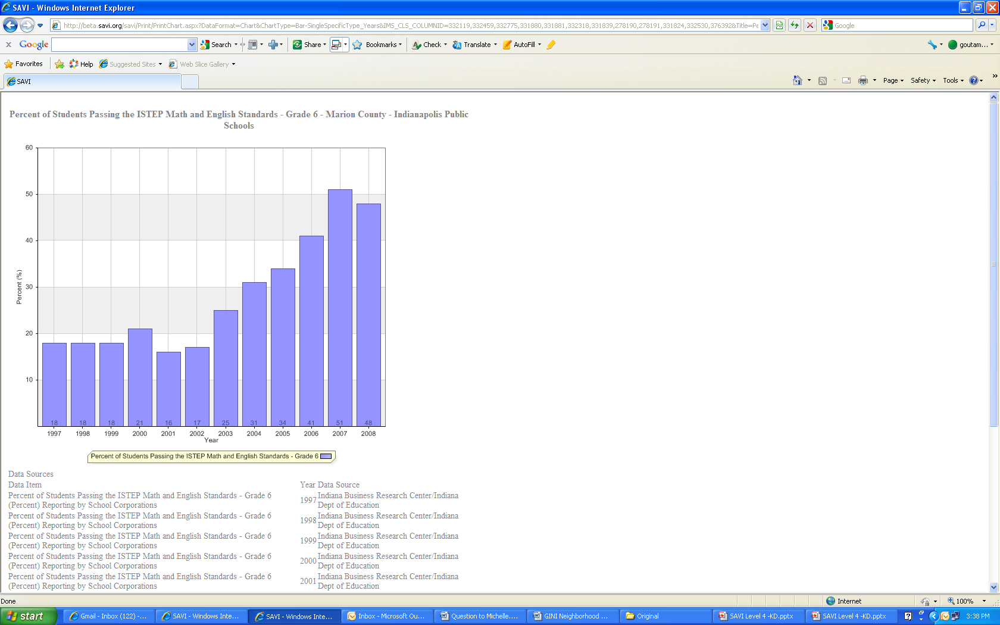 SAVI - Windows Internet Explorer
http://beta.savi.org/savi/Print/PrintChart.aspx?DataFormat=Chart&ChartType=Bar-SingleSpecificType_Years&IMS_CLS_COLUMNID=332119,332459,332775,331880,331881,332318,331839,278190,278191,331824,332530,376392&Title=Pe
Google
x Google Search Share Bookmarks Check Translate AutoFill goutam...
Favorites Help Suggested Sites Web Slice Gallery
SAVI Page Safety Tools »
Percent of Students Passing the ISTEP Math and English Standards - Grade 6 - Marion County - Indianapolis Public
Schools
60
50
40
30
20
10
Percent (%)
18 18 18 21 16 17 25 31 34 41 51 48
1997 1998 1999 2000 2001 2002 2003 2004 2005 2006 2007 2008
Year
Percent of Students Passing the ISTEP Math and English Standards - Grade 6
Data Sources
Data Item Year Data Source
Percent of Students Passing the ISTEP Math and English Standards - Grade 6
(Percent) Reporting by School Corporations
1997
Indiana Business Research Center/Indiana
Dept of Education
Percent of Students Passing the ISTEP Math and English Standards - Grade 6
(Percent) Reporting by School Corporations
1998
Indiana Business Research Center/Indiana
Dept of Education
Percent of Students Passing the ISTEP Math and English Standards - Grade 6
(Percent) Reporting by School Corporations
1999
Indiana Business Research Center/Indiana
Dept of Education
Percent of Students Passing the ISTEP Math and English Standards - Grade 6
(Percent) Reporting by School Corporations
2000
Indiana Business Research Center/Indiana
Dept of Education
Percent of Students Passing the ISTEP Math and English Standards - Grade 6
(Percent) Reporting by School Corporations
2001
Indiana Business Research Center/Indiana
Dept of Education
Done Internet 100%
start Gmail - Inbox (122) -... SAVI - Windows Inte... SAVI - Windows Inte... Inbox - Microsoft Ou... Question to Michelle.... GINI Neighborhood ... Original SAVI Level 4 -KD.pptx SAVI Level 4 -KD.pptx 3:38 PM